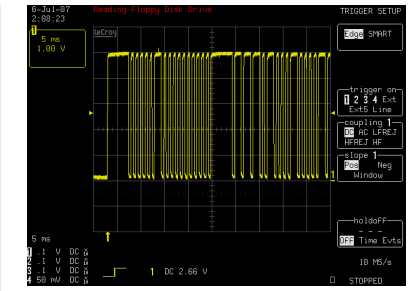 6-Jul-07
2:08:23
Reading Floppy Disk Drive
TRIGGER SETUP
1
5 ms
1.00 V
LeCroy
Edge SMART
trigger on
1 2 3 4 Ext
Ext5 Line
coupling 1
DC AC LFREJ
HFREJ HF
slope 1
Pos Neg
Window
1
holdoff
OFF Time Evts
5 ms
1 .1 V DC
2 .1 V DC
3 .1 V DC
4 50 mV DC
1 DC 2.66 V
10 MS/s
STOPPED